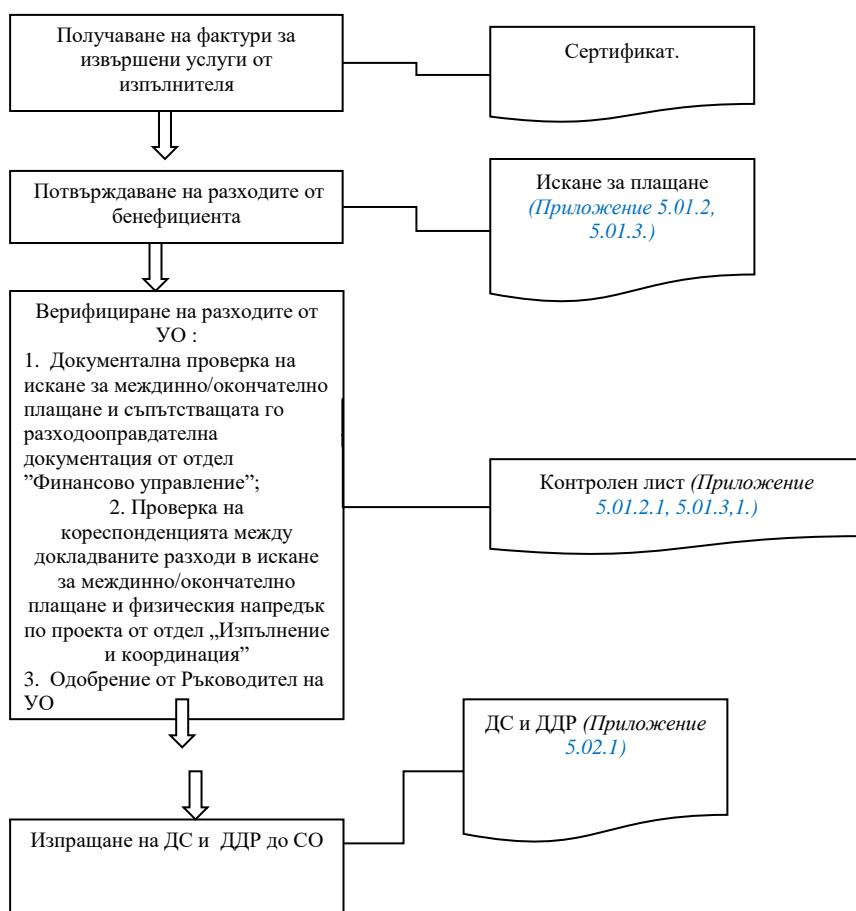 Получаване на фактури за
извършени услуги от
изпълнителя
Сертификат.
Потвърждаване на разходите от
бенефициента
Искане за плащане
(Приложение 5.01.2,
5.01.3.)
Верифициране на разходите от
УО :
1. Документална проверка на
искане за междинно/окончателно
плащане и съпътстващата го
разходооправдателна
документация от отдел
”Финансово управление”;
2. Проверка на
кореспонденцията между
докладваните разходи в искане
за междинно/окончателно
плащане и физическия напредък
по проекта от отдел „Изпълнение
и координация”
3. Одобрение от Ръководител на
УО
Контролен лист (Приложение
5.01.2.1, 5.01.3,1.)
ДС и ДДР (Приложение
5.02.1)
Изпращане на ДС и ДДР до СО